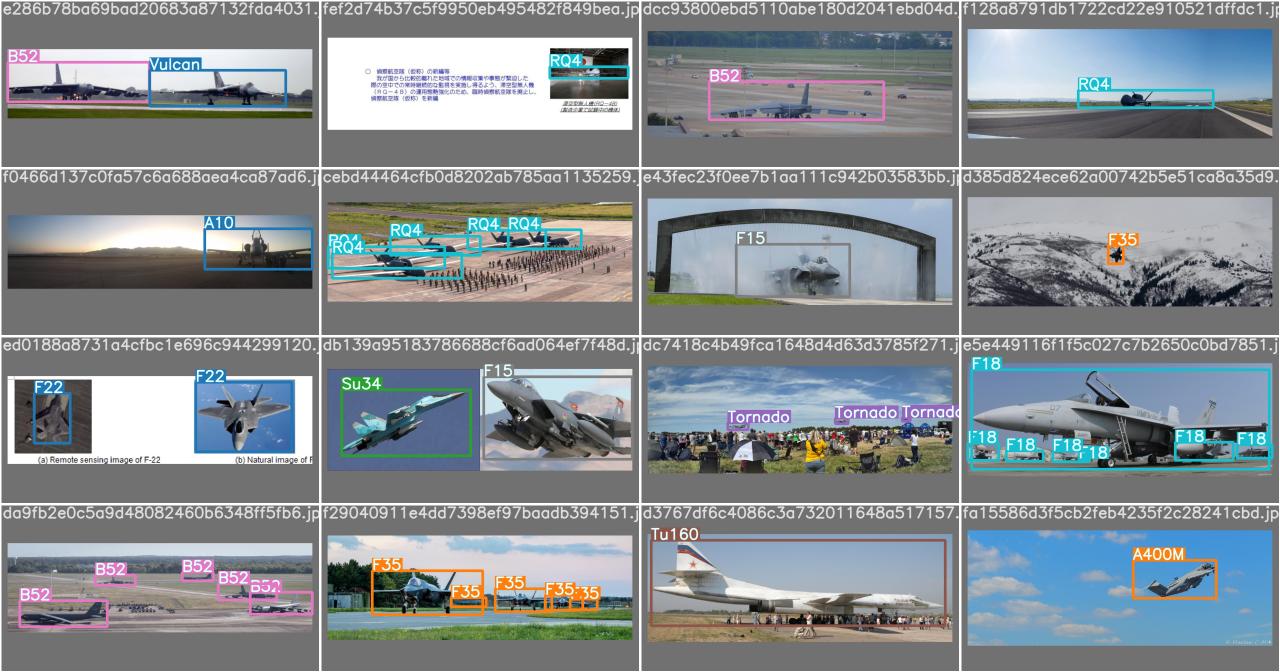 e286b78ba69bad20683a87132fda4031.
B52
Vulcan
fef2d74b37c5f9950eb495482f849bea.jp
○ 偵察航空隊(仮称)の新編等
RQ4
dcc93800ebd5110abe180d2041ebd04d.
B52
f128a8791db1722cd22e910521dffdc1.j
RQ4
f0466d137c0fa57c6a688aea4ca87ad6.j
A10
cebd44464cfb0d8202ab785aa1135259.
RQ4 RQ4 RQ4
RQ4
RQ4
e43fec23f0ee7b1aa111c942b03583bb.j
F15
d385d824ece62a00742b5e51ca8a35d9.
F35
ed0188a8731a4cfbc1e696c944299120.
F22
F22
(a) Remote sensing image of F-22
(b) Natural image of F
db139a95183786688cf6ad064ef7f48d.j
Su34
F15
dc7418c4b49fca1648d4d63d3785f271.j
Tornado Tornado Tornado
e5e449116f1f5c027c7b2650c0bd7851.j
F18
F18 F18 F18 F18 F18 F18
da9fb2e0c5a9d48082460b6348ff5fb6.jp
B52 B52
B52 B52
B52
f29040911e4dd7398ef97baadb394151.j
F35
F35 F35 F35 F35
d3767df6c4086c3a732011648a517157.
Tu160
fa15586d3f5cb2feb4235f2c28241cbd.j
A400M